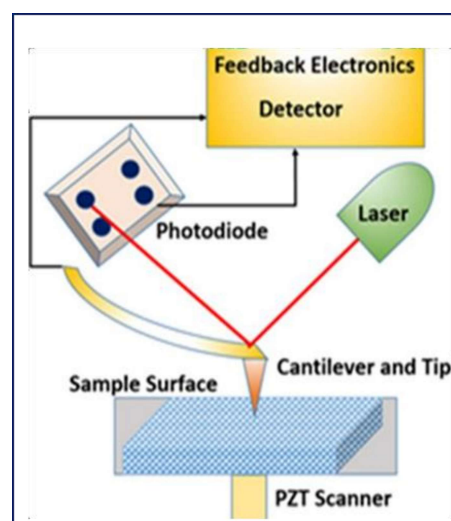 Feedback Electronics
Detector
Laser
Photodiode
Cantilever and Tip
Sample Surface
PZT Scanner